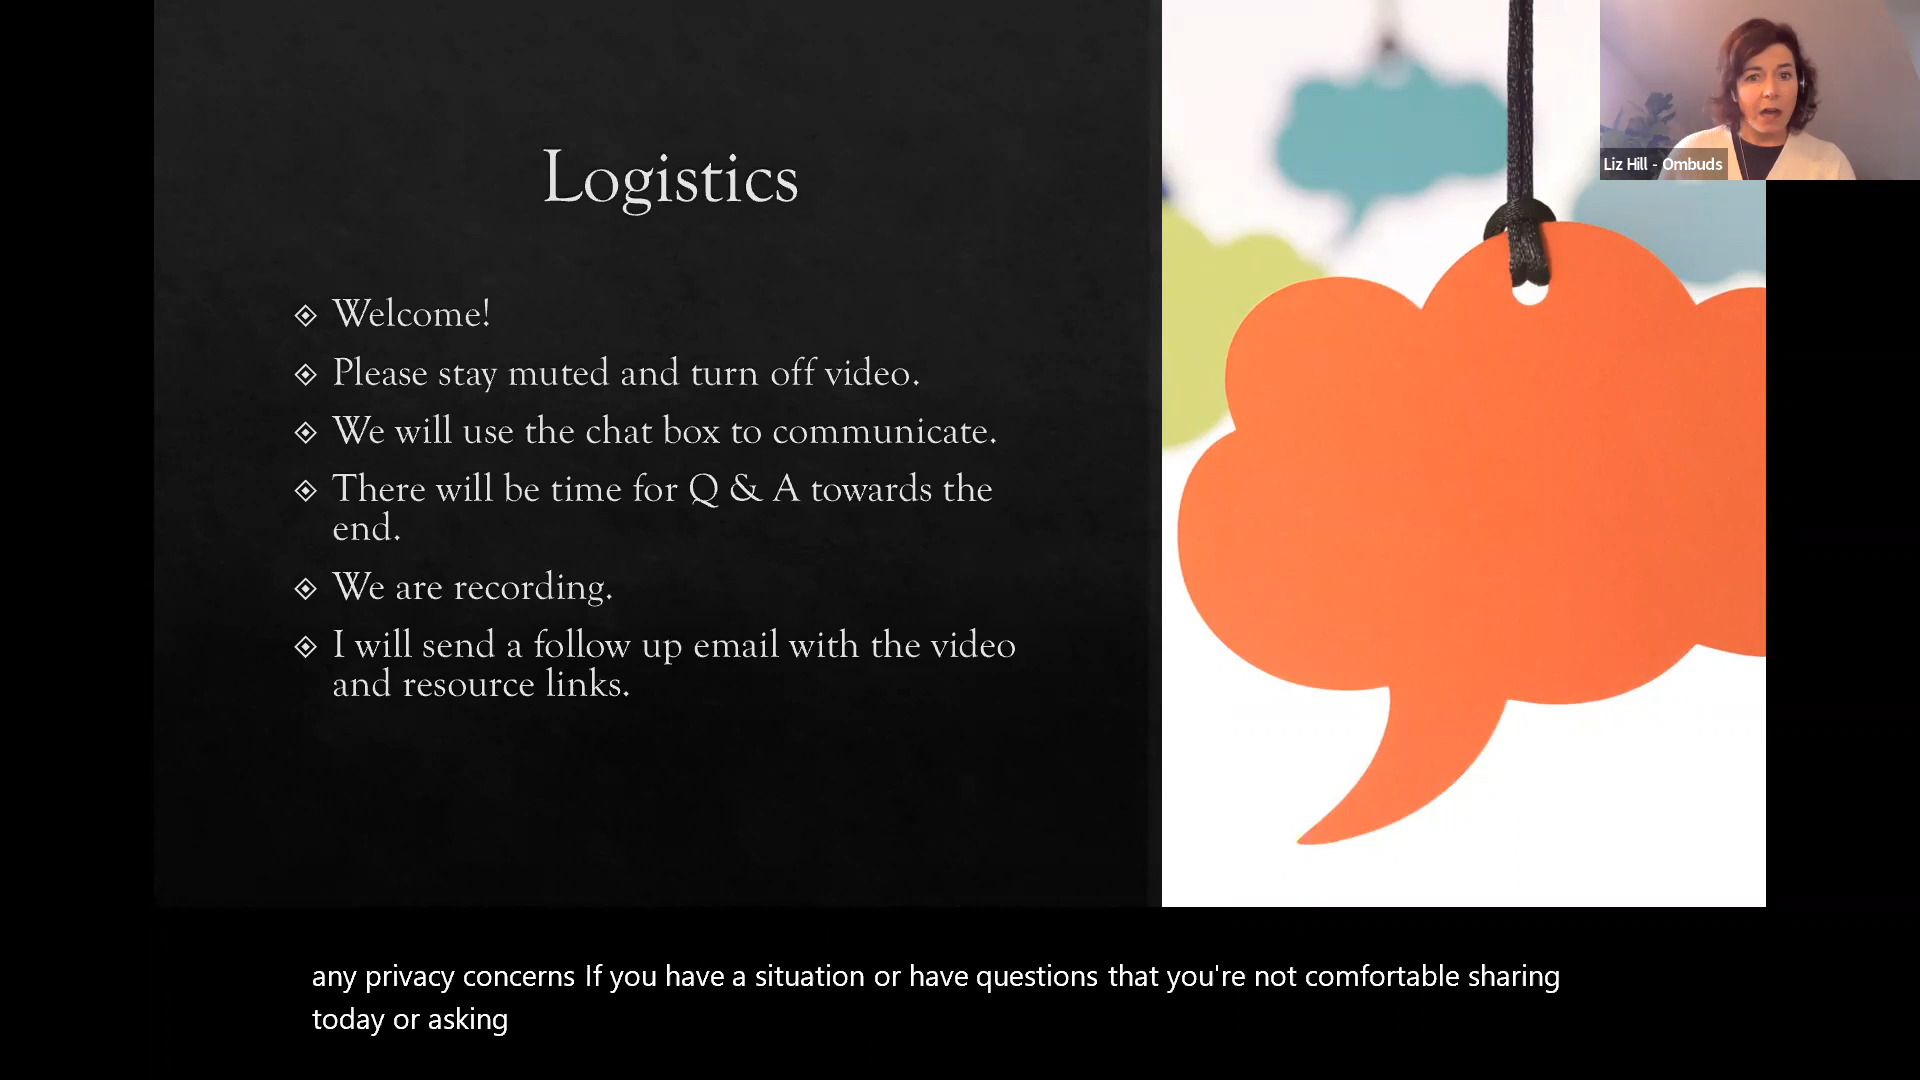 Logistics
Welcome!
Please stay muted and turn off video.
We will use the chat box to communicate.
There will be time for Q & A towards the
end.
We are recording.
I will send a follow up email with the video
and resource links.
Liz Hill - Ombuds
any privacy concerns If you have a situation or have questions that you're not comfortable sharing
today or asking